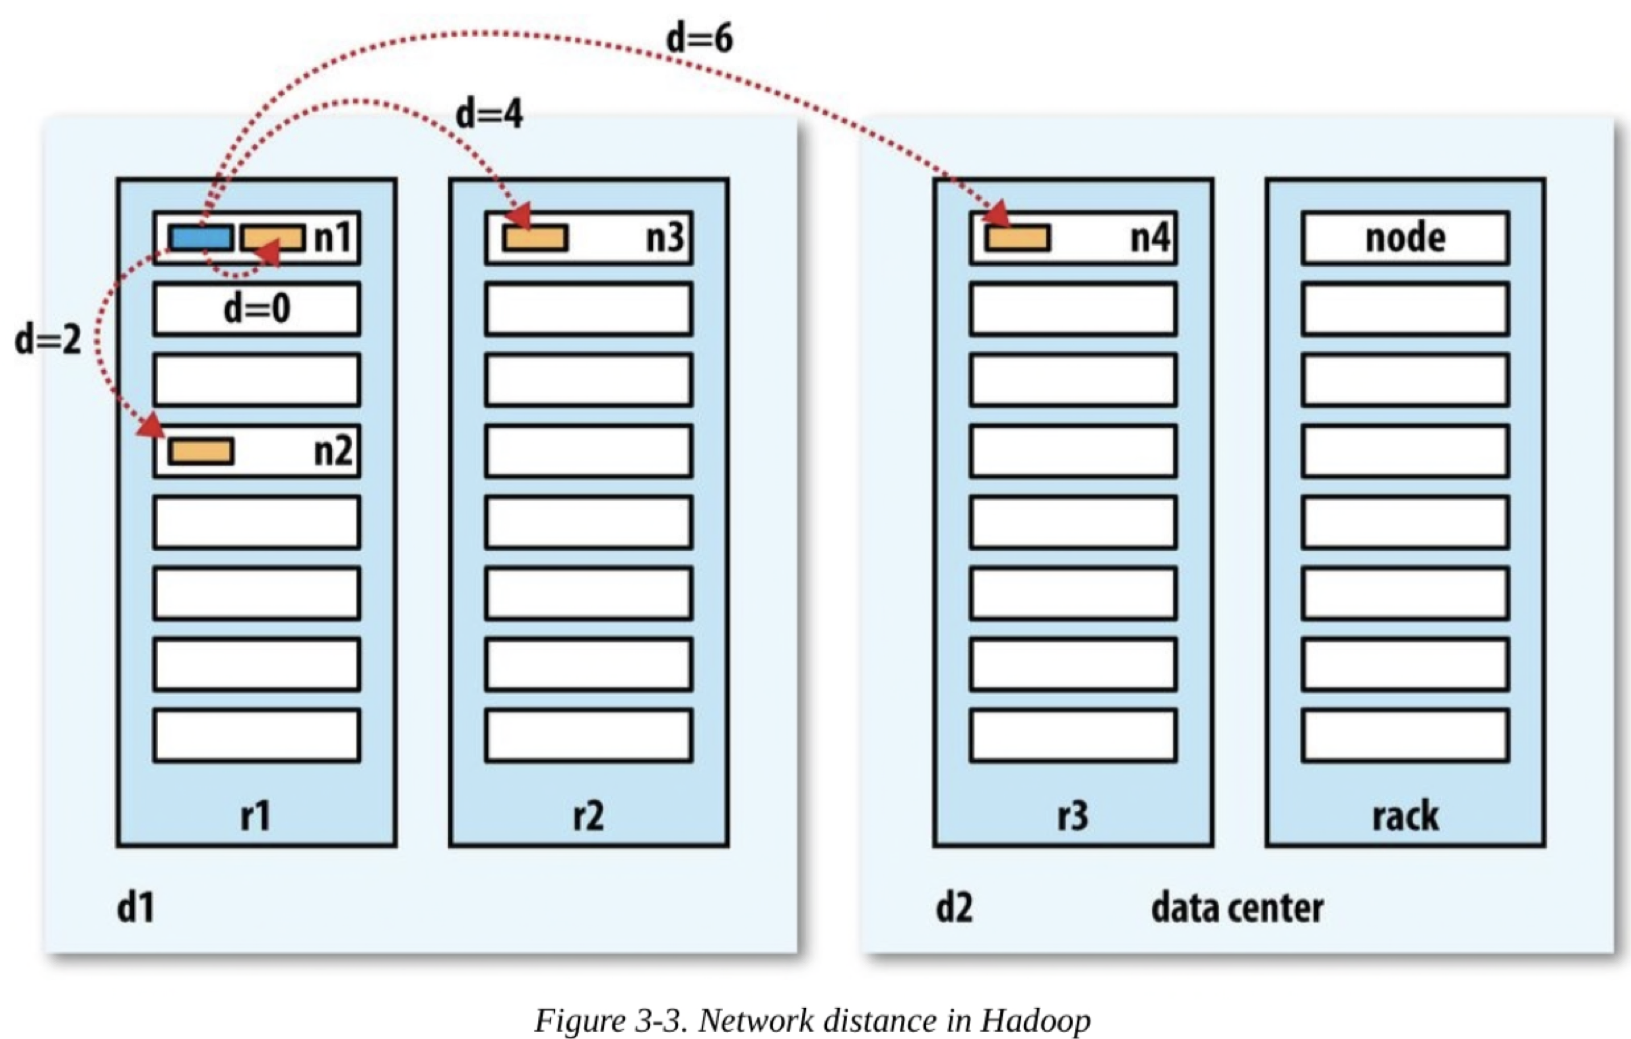 d=6
d=4
n1
n3
n4
node
d=0
d=2
n2
r1
r2
r3
rack
d1
d2
data center
Figure 3-3. Network distance in Hadoop